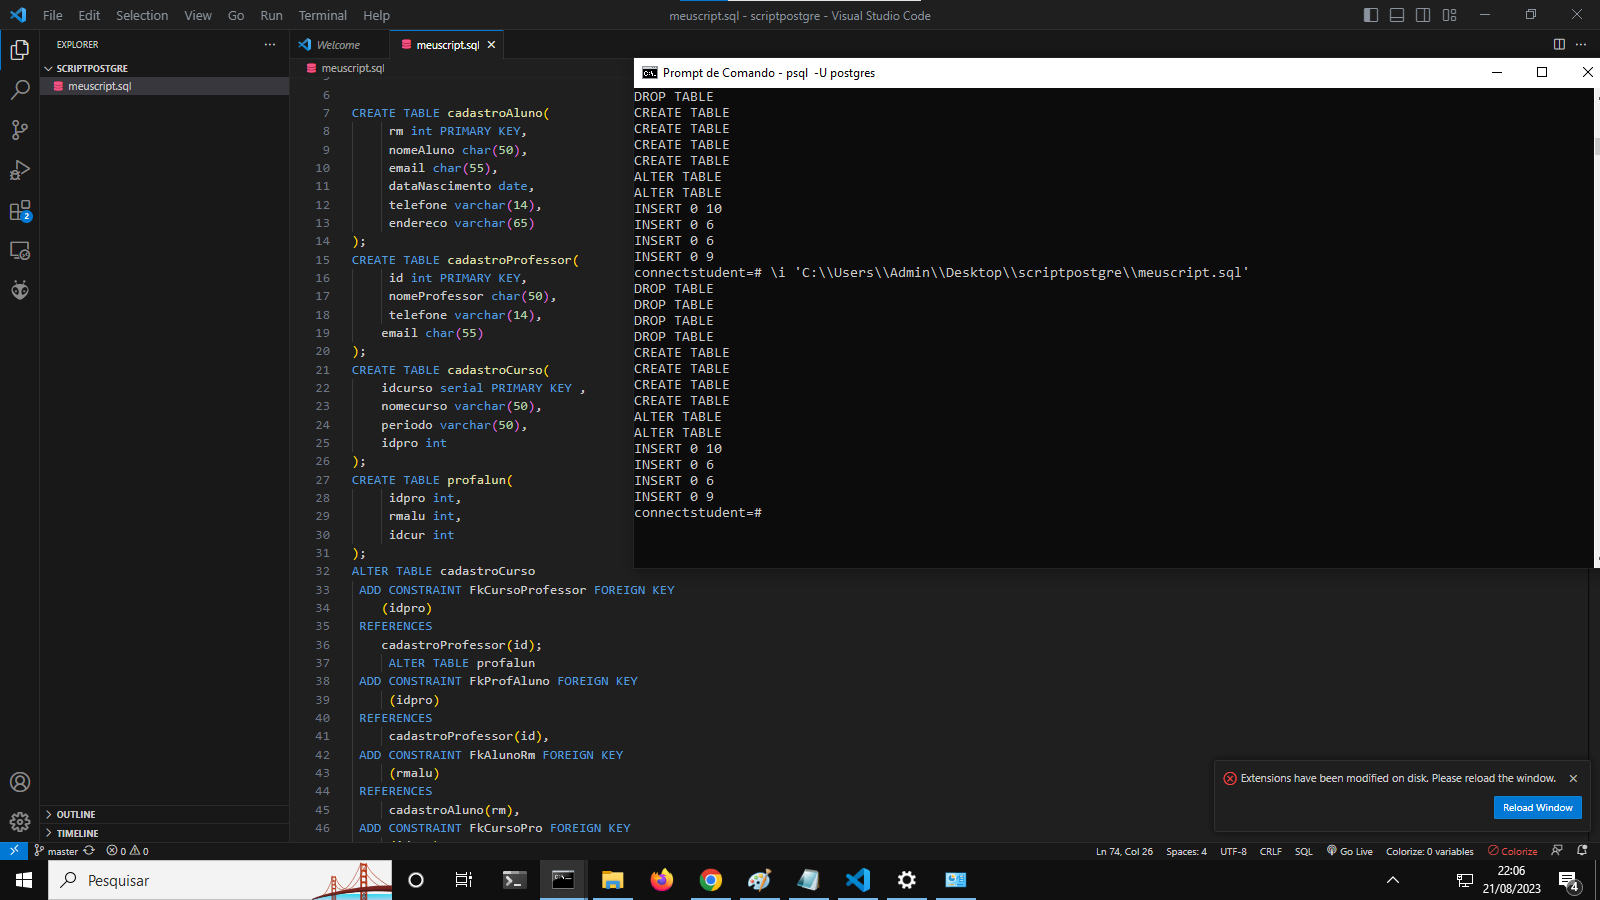 File Edit Selection View Go Run Terminal Help
meuscript.sql - scriptpostgre - Visual Studio Code
EXPLORER
SCRIPTPOSTGRE
meuscript.sql
OUTLINE
TIMELINE
2
Welcome
meuscript.sql
meuscript.sql
6
7 CREATE TABLE cadastroAluno(
8 rm int PRIMARY KEY,
9 nomeAluno char(50),
10 email char(55),
11 dataNascimento date,
12 telefone varchar(14),
13 endereco varchar(65)
14 );
15 CREATE TABLE cadastroProfessor(
16 id int PRIMARY KEY,
17 nomeProfessor char(50),
18 telefone varchar(14),
19 email char(55)
20 );
21 CREATE TABLE cadastroCurso(
22 idcurso serial PRIMARY KEY ,
23 nomecurso varchar(50),
24 periodo varchar(50),
25 idpro int
26 );
27 CREATE TABLE profalun(
28 idpro int,
29 rmalu int,
30 idcur int
31 );
32 ALTER TABLE cadastroCurso
33 ADD CONSTRAINT FkCursoProfessor FOREIGN KEY
34 (idpro)
35 REFERENCES
36 cadastroProfessor(id);
37 ALTER TABLE profalun
38 ADD CONSTRAINT FkProfAluno FOREIGN KEY
39 (idpro)
40 REFERENCES
41 cadastroProfessor(id),
42 ADD CONSTRAINT FkAlunoRm FOREIGN KEY
43 (rmalu)
44 REFERENCES
45 cadastroAluno(rm),
46 ADD CONSTRAINT FkCursoPro FOREIGN KEY
Prompt de Comando - psql -U postgres
DROP TABLE
CREATE TABLE
CREATE TABLE
CREATE TABLE
CREATE TABLE
ALTER TABLE
ALTER TABLE
INSERT 0 10
INSERT 0 6
INSERT 0 6
INSERT 0 9
connectstudent=# \i 'C:\\Users\\Admin\\Desktop\\scriptpostgre\\meuscript.sql'
DROP TABLE
DROP TABLE
DROP TABLE
DROP TABLE
CREATE TABLE
CREATE TABLE
CREATE TABLE
CREATE TABLE
ALTER TABLE
ALTER TABLE
INSERT 0 10
INSERT 0 6
INSERT 0 6
INSERT 0 9
connectstudent=#
Extensions have been modified on disk. Please reload the window.
Reload Window
master 0 0
Ln 74, Col 26 Spaces: 4 UTF-8 CRLF SQL Go Live Colorize: 0 variables Colorize
Pesquisar
22:06
21/08/2023
4